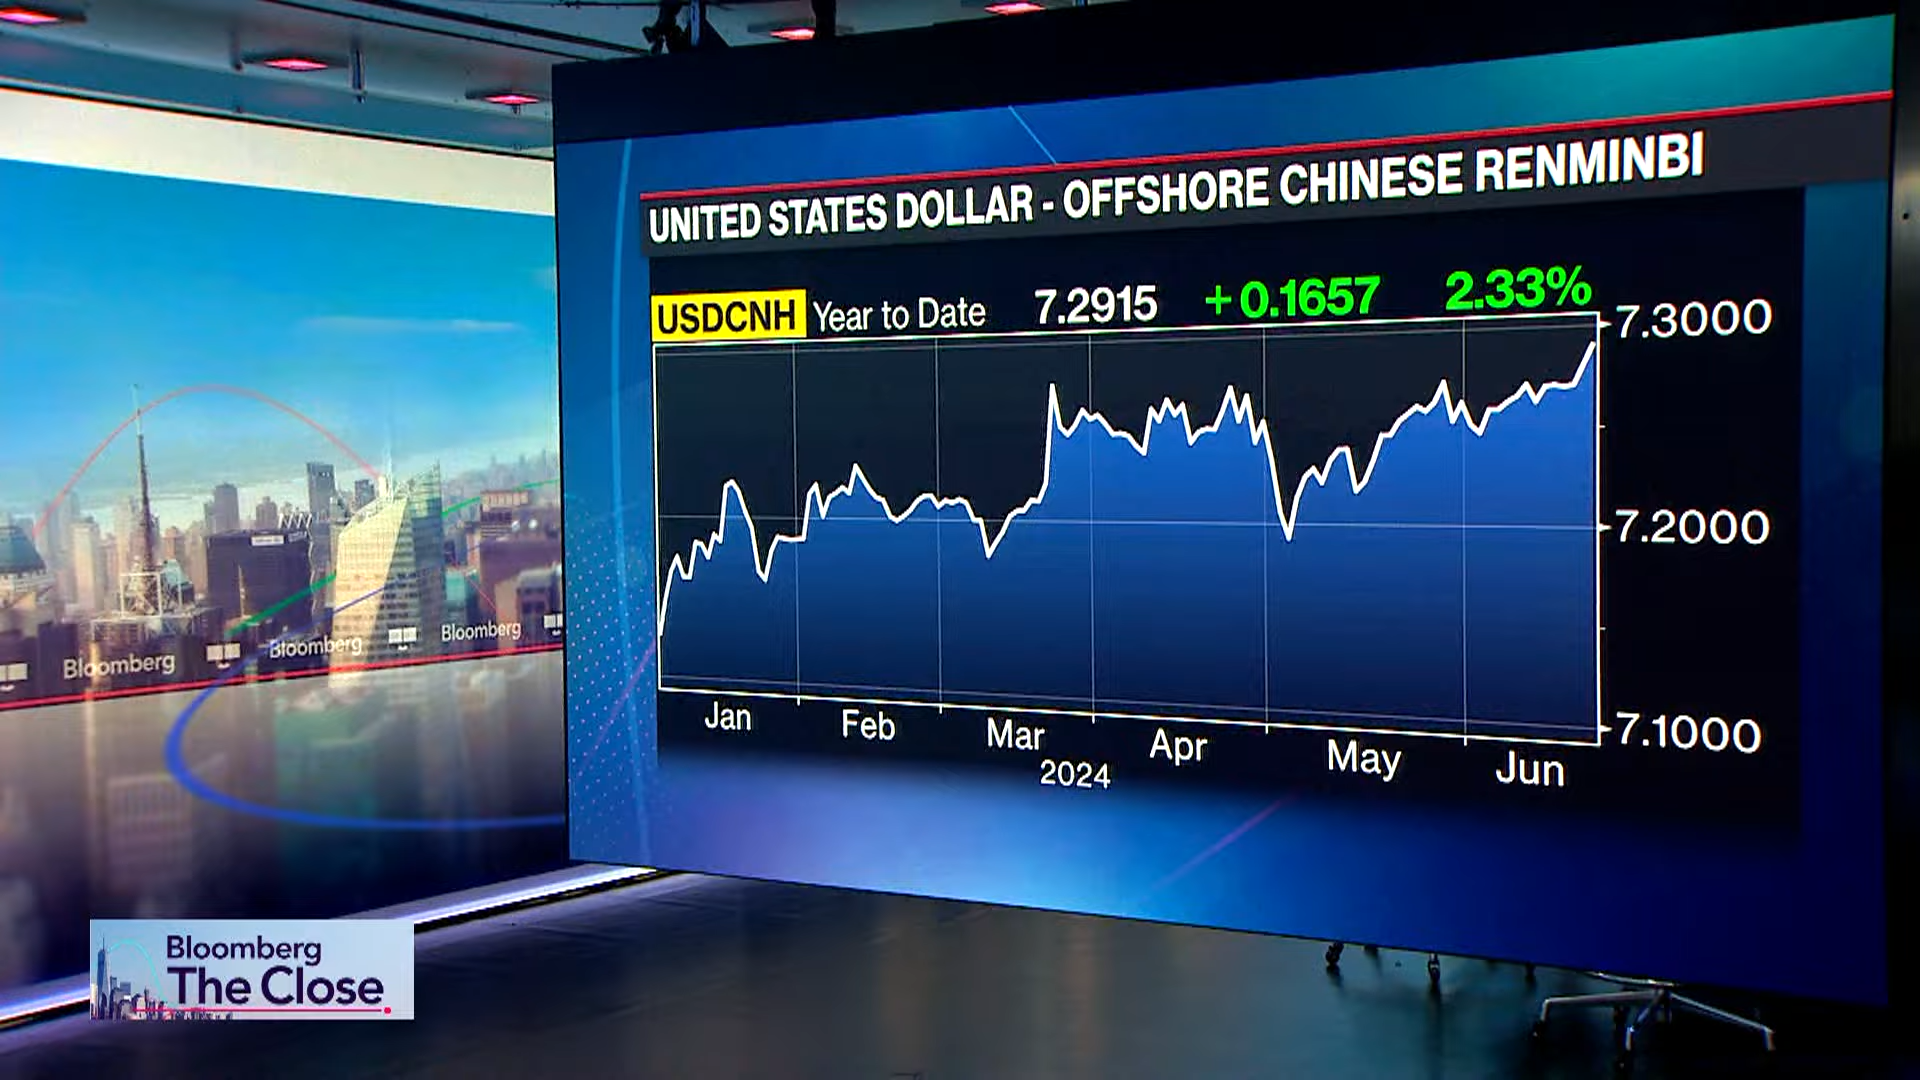 UNITED STATES DOLLAR - OFFSHORE CHINESE RENMINBI
USDCNH Year to Date 7.2915 +0.1657 2.33%
7.3000
7.2000
7.1000
Jan Feb Mar Apr May Jun
2024
Bloomberg Bloomberg Bloomberg
Bloomberg
The Close